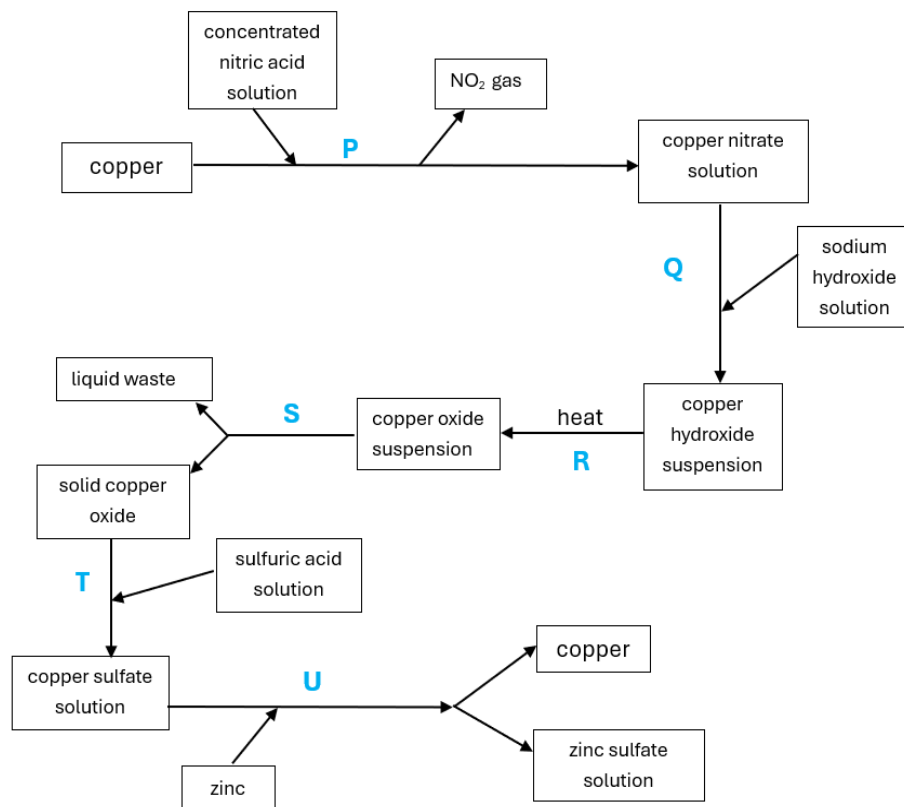 concentrated
nitric acid
solution
NO₂ gas
P
copper
copper nitrate
solution
Q
sodium
hydroxide
solution
liquid waste
S
copper oxide
suspension
heat
R
copper
hydroxide
suspension
solid copper
oxide
T
sulfuric acid
solution
copper sulfate
solution
U
copper
zinc
zinc sulfate
solution